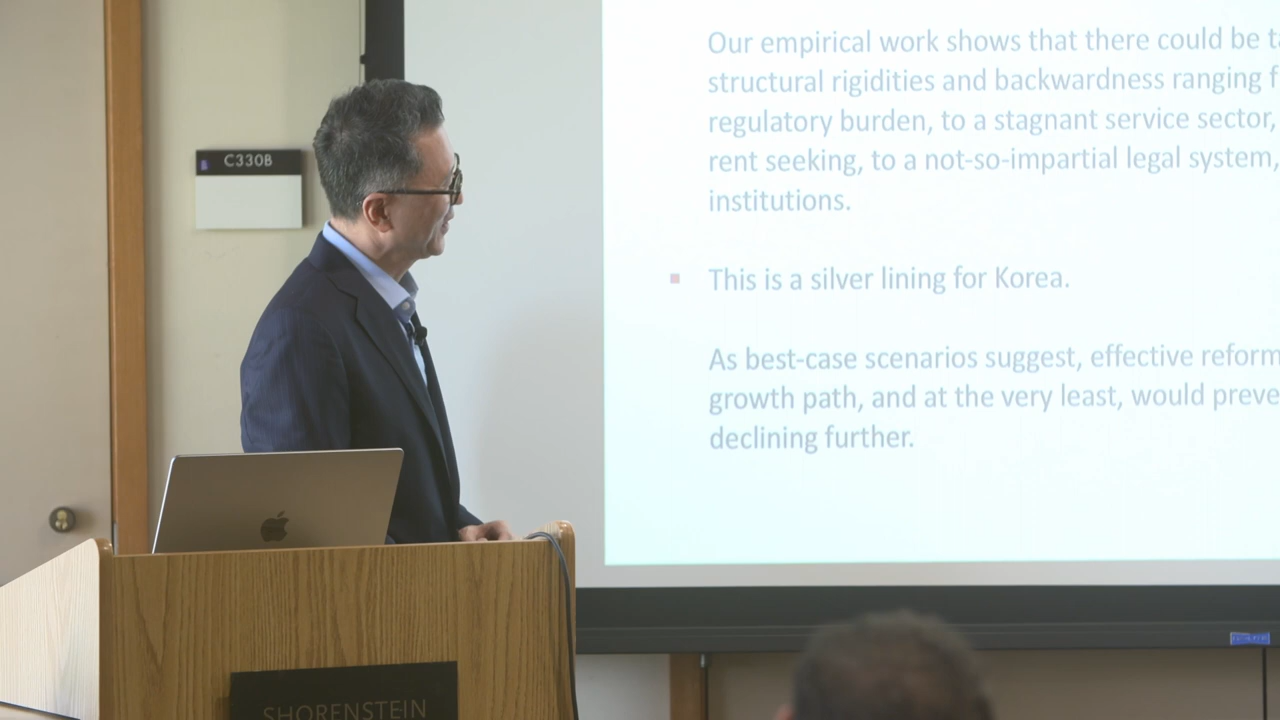 C330B
Our empirical work shows that there could be
structural rigidities and backwardness ranging
regulatory burden, to a stagnant service sector,
rent seeking, to a not-so-impartial legal system,
institutions.
This is a silver lining for Korea.
As best-case scenarios suggest, effective reform
growth path, and at the very least, would
declining further.
SHORENSTEIN